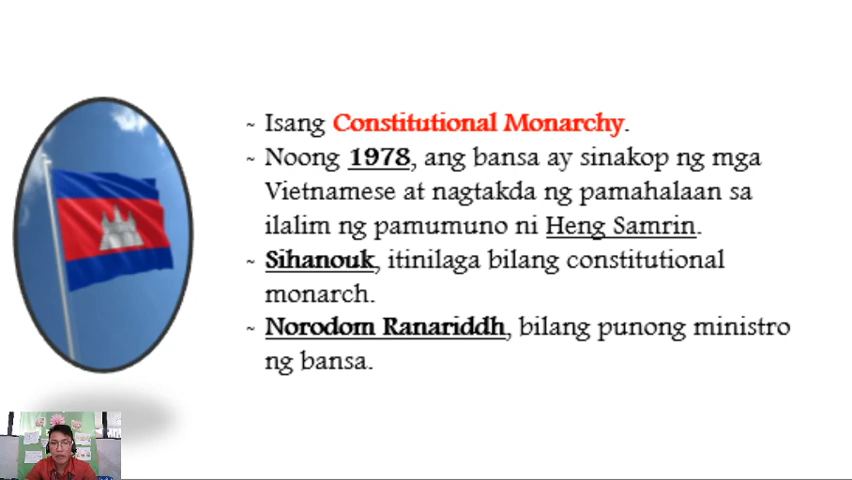 ~ Isang Constitutional Monarchy.
~ Noong 1978, ang bansa ay sinakop ng mga
Vietnamese at nagtakda ng pamahalaan sa
ilalim ng pamumuno ni Heng Samrin.
~ Sihanouk, itinilaga bilang constitutional
monarch.
~ Norodom Ranariddh, bilang punong ministro
ng bansa.